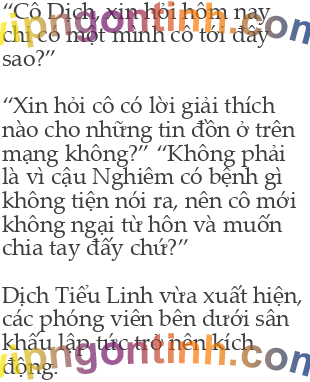 “Cô Dịch, xin hỏi hôm nay
chỉ có một mình cô tới đây
sao?”
“Xin hỏi cô có lời giải thích
nào cho những tin đồn ở trên
mạng không?” “Không phải
là vì cậu Nghiêm có bệnh gì
không tiện nói ra, nên cô mới
không ngại từ hôn và muốn
chia tay đấy chứ?”
Dịch Tiểu Linh vừa xuất hiện,
các phóng viên bên dưới sân
khấu lập tức trở nên kích
động.
vipngontinh.com
vipngontinh.com